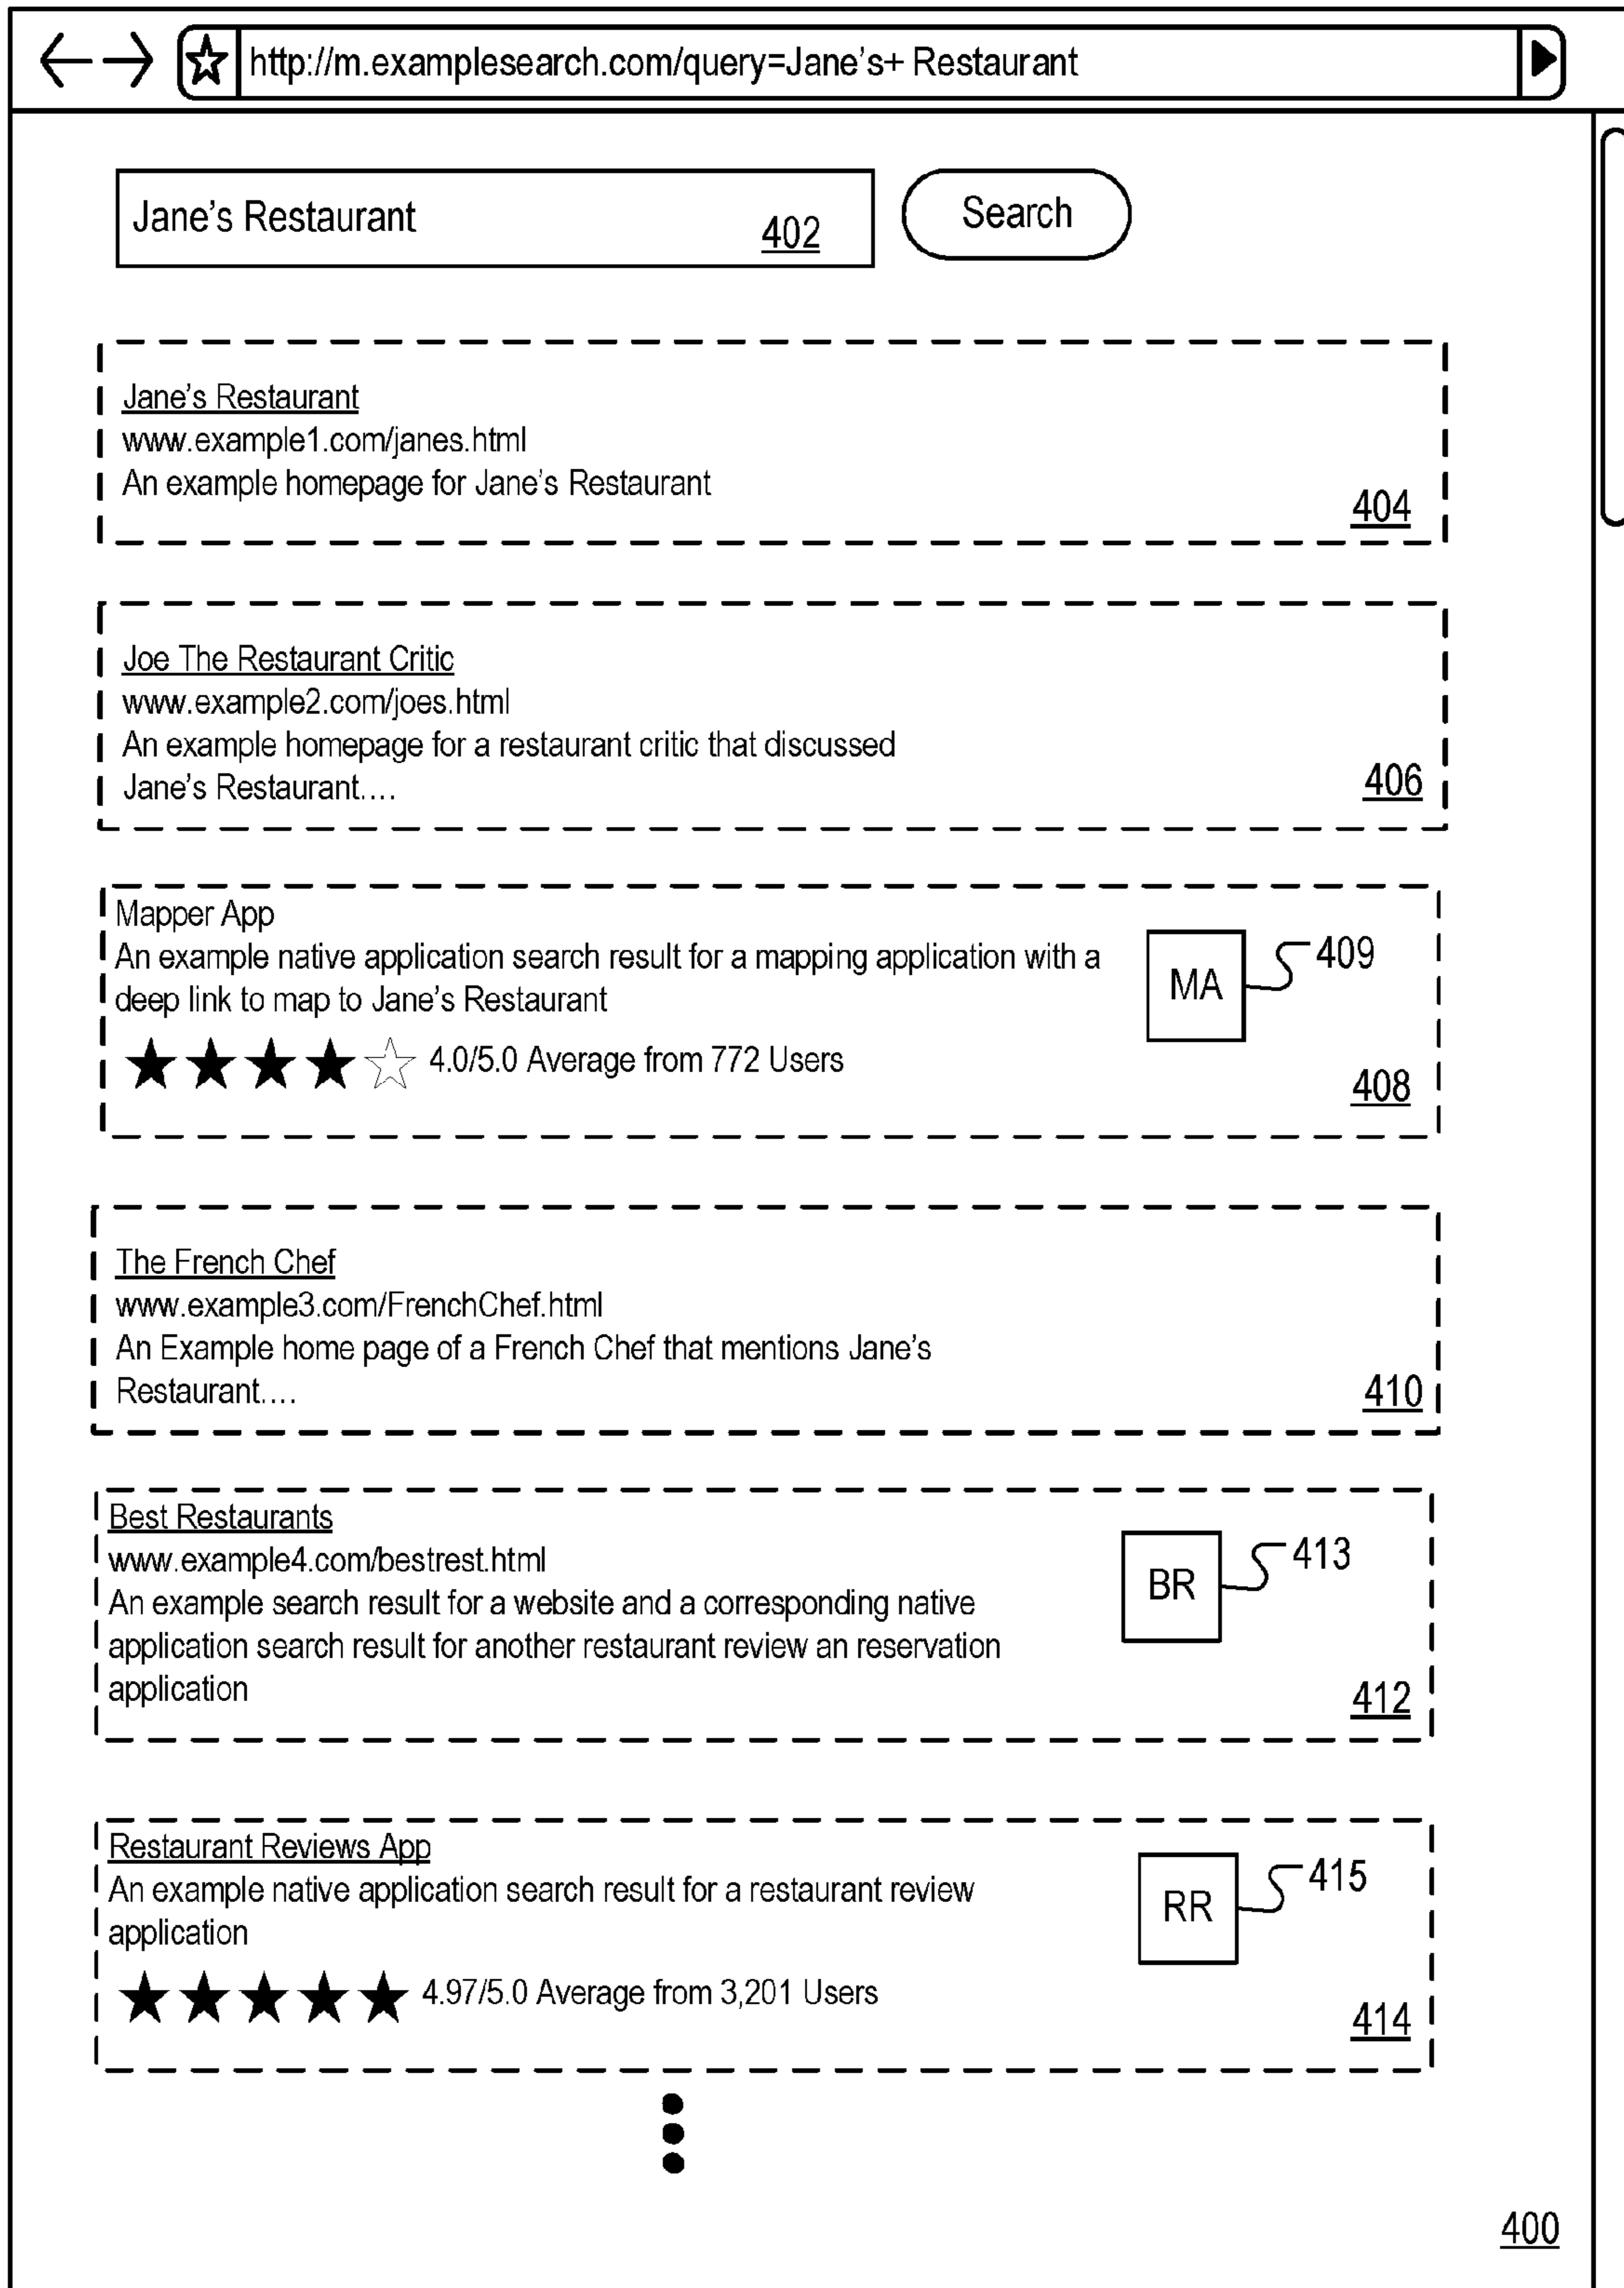 http://m.examplesearch.com/query=Jane's+ Restaurant
Jane's Restaurant
402
Search
Jane's Restaurant
www.example1.com/janes.html
An example homepage for Jane's Restaurant
404
Joe The Restaurant Critic
www.example2.com/joes.html
An example homepage for a restaurant critic that discussed
Jane's Restaurant....
406
Mapper App
An example native application search result for a mapping application with a
deep link to map to Jane's Restaurant
4.0/5.0 Average from 772 Users
MA
409
408
The French Chef
www.example3.com/FrenchChef.html
An Example home page of a French Chef that mentions Jane's
Restaurant....
410
Best Restaurants
www.example4.com/bestrest.html
An example search result for a website and a corresponding native
application search result for another restaurant review an reservation
application
BR
413
412
Restaurant Reviews App
An example native application search result for a restaurant review
application
4.97/5.0 Average from 3,201 Users
RR
415
414
400